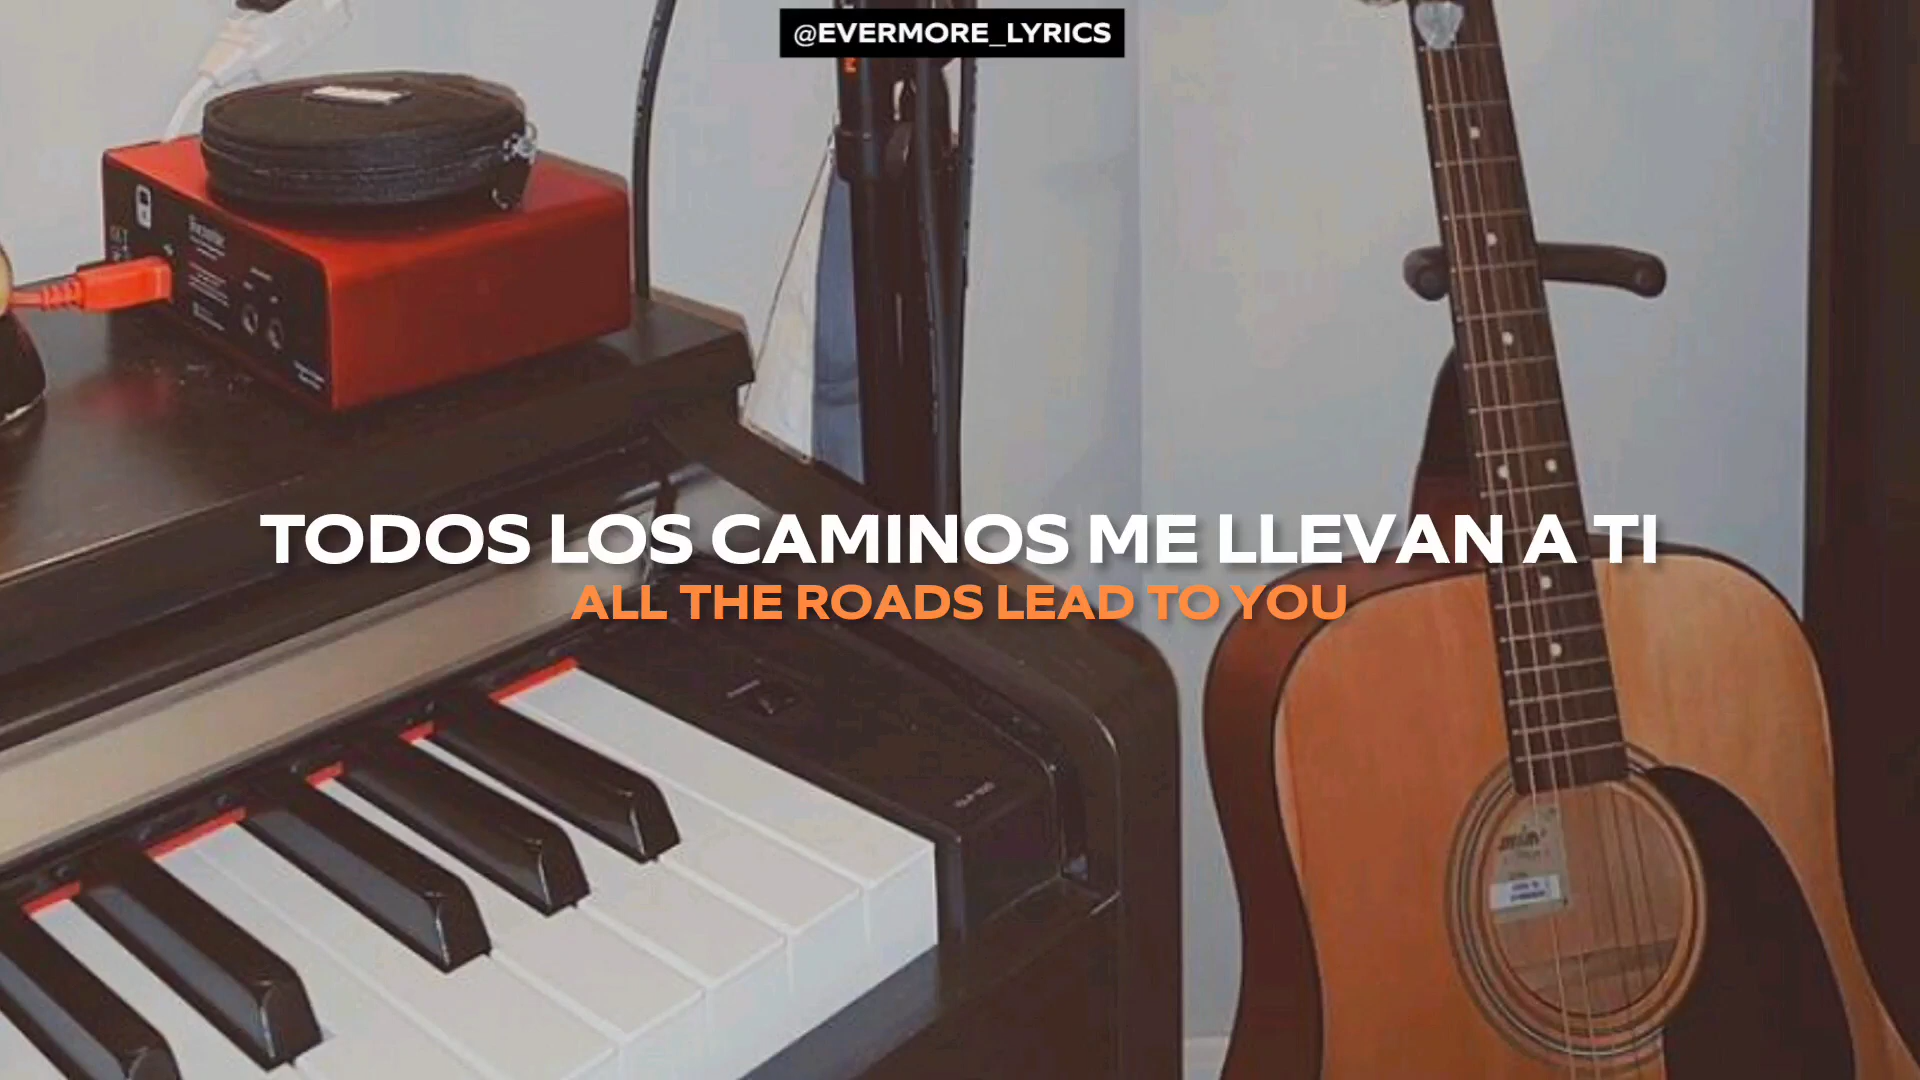 @EVERMORE_LYRICS
TODOS LOS CAMINOS ME LLEVAN A TI
ALL THE ROADS LEAD TO YOU